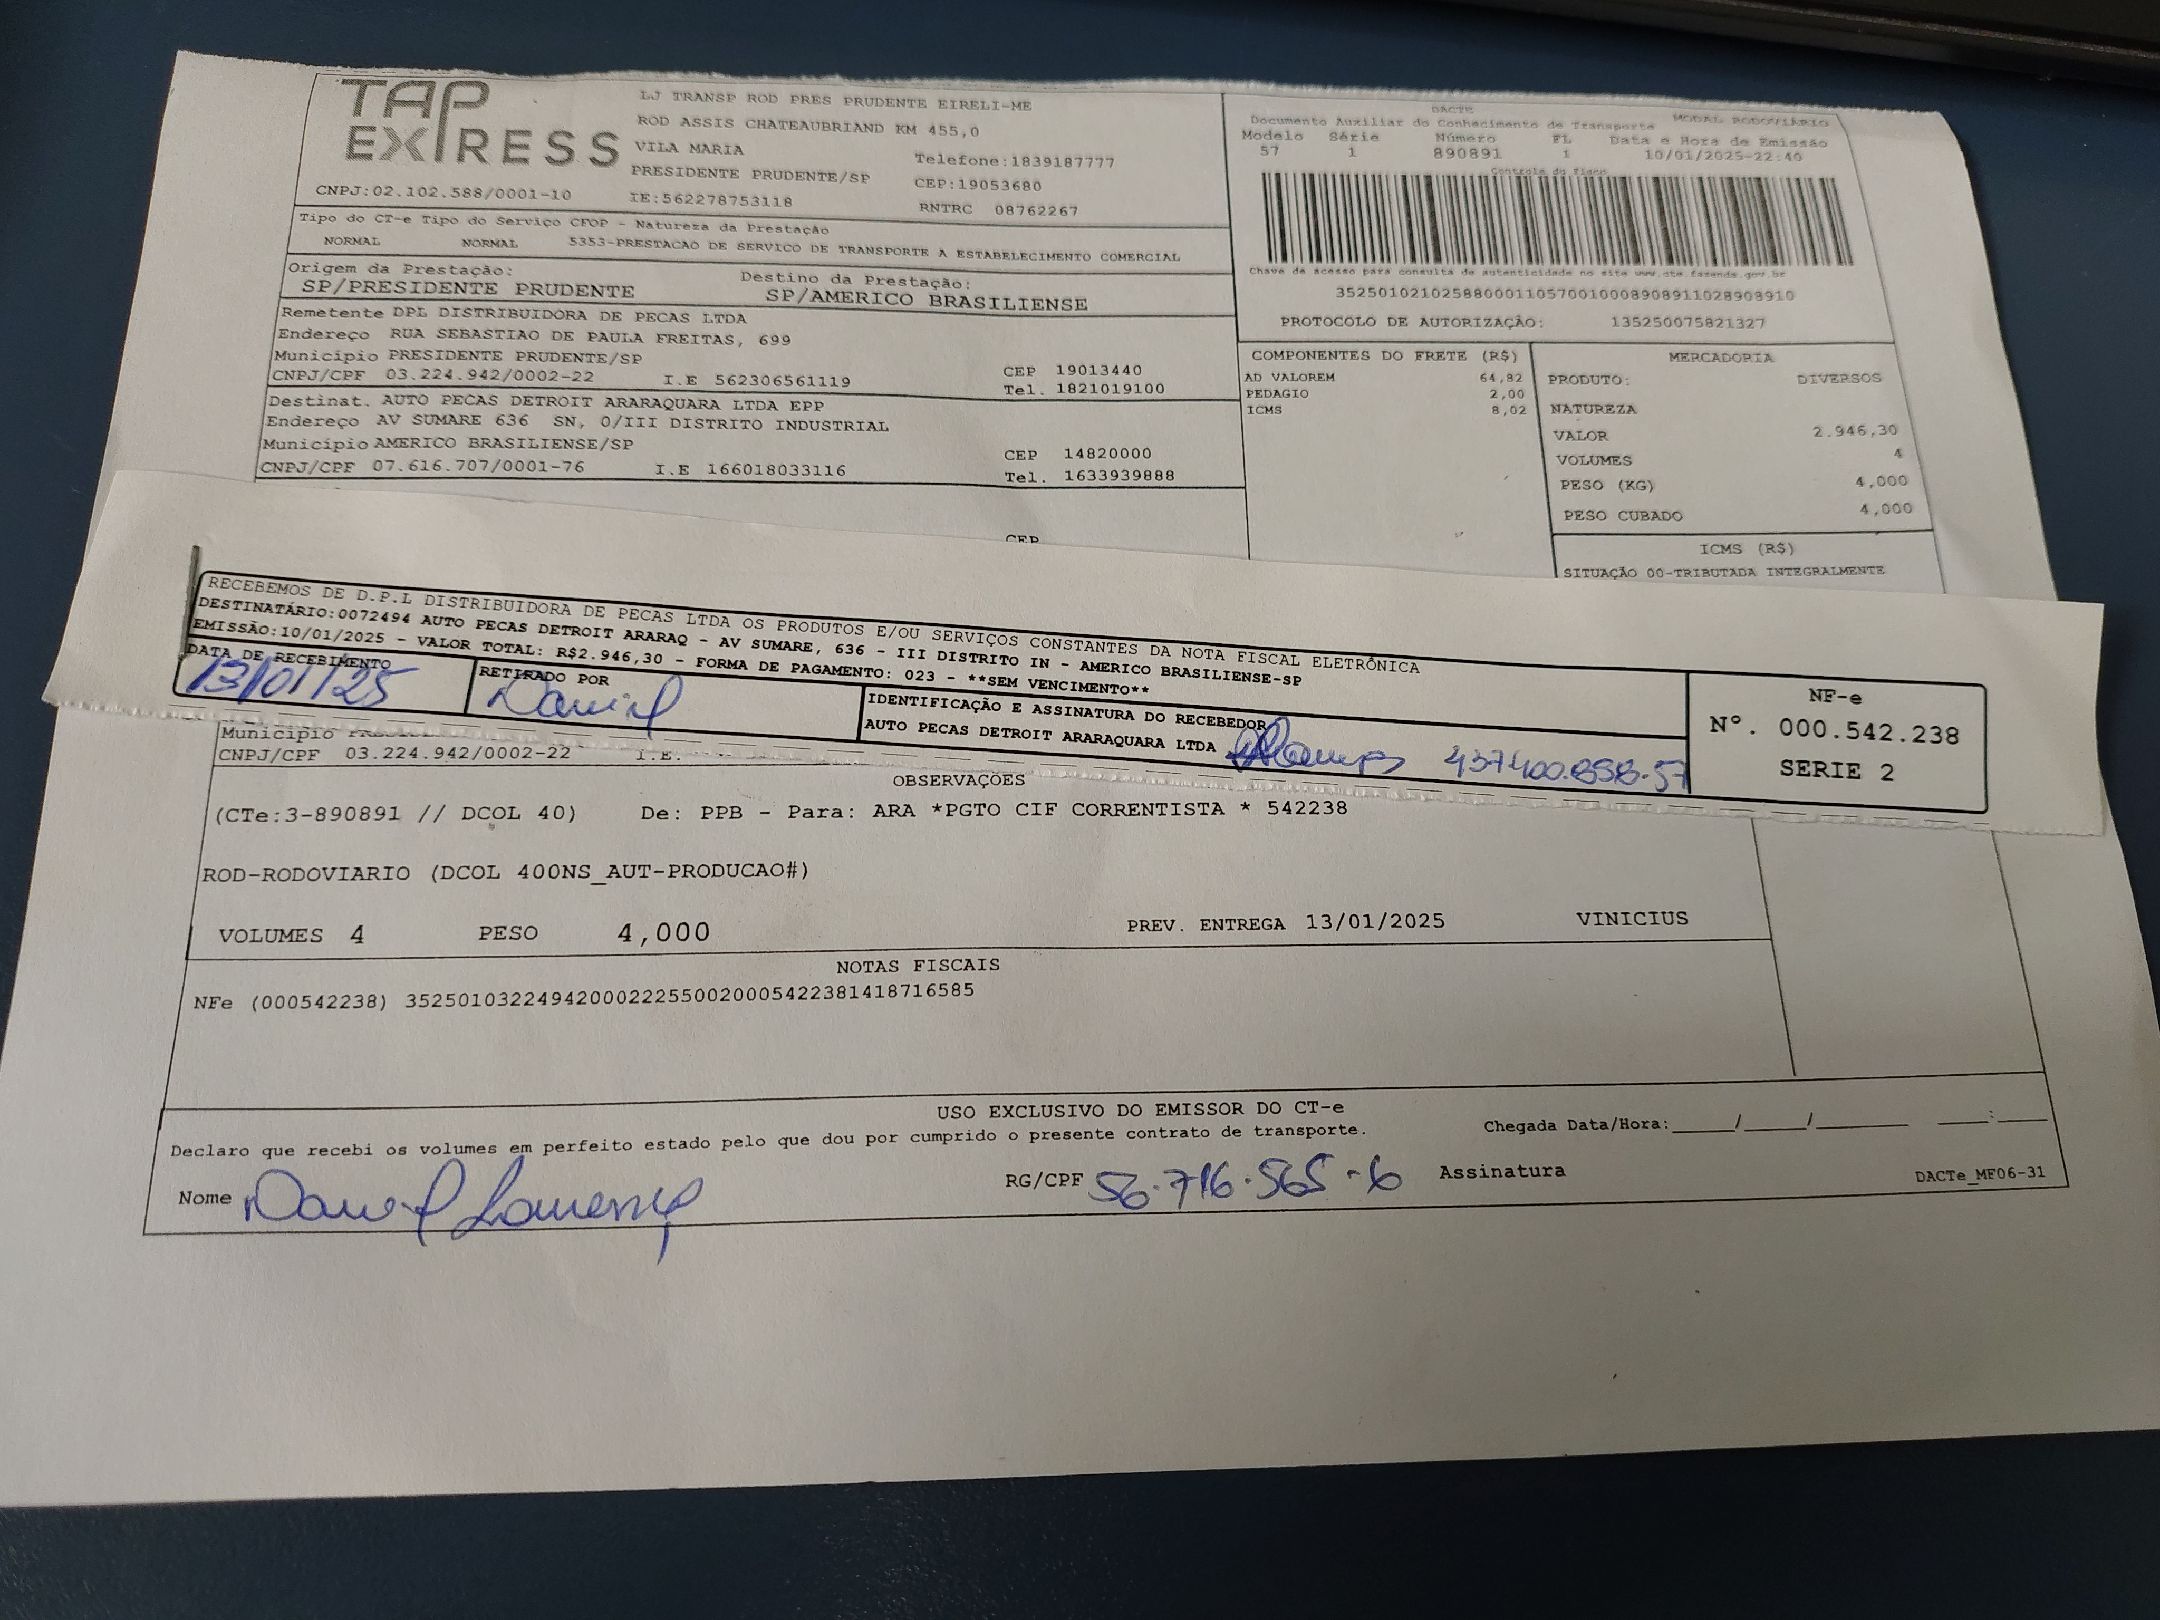 TAP EXPRESS
LJ TRANSP ROD PRES PRUDENTE EIRELI-ME
ROD ASSIS CHATEAUBRIAND KM 455,0
VILA MARIA
Telefone:1839187777
PRESIDENTE PRUDENTE/SP
CEP:19053680
CNPJ:02.102.588/0001-10
IE:562278753118
RNTRC 08762267
DACTE
Documento Auxiliar do Conhecimento de Transporte MODAL RODOVIÁRIO
Modelo Série Número FL Data e Hora de Emissão
57 1 890891 1 10/01/2025-22:40
Controle do Fisco
Chave de acesso para consulta de autenticidade no site www.cte.fazenda.gov.br
35250102102588000110570010008908911028908910
PROTOCOLO DE AUTORIZAÇÃO: 135250075821327
Tipo do CT-e Tipo do Serviço CFOP - Natureza da Prestação
NORMAL NORMAL 5353-PRESTACAO DE SERVICO DE TRANSPORTE A ESTABELECIMENTO COMERCIAL
Origem da Prestação: Destino da Prestação:
SP/PRESIDENTE PRUDENTE SP/AMERICO BRASILIENSE
Remetente DPL DISTRIBUIDORA DE PECAS LTDA
Endereço RUA SEBASTIAO DE PAULA FREITAS, 699
Município PRESIDENTE PRUDENTE/SP CEP 19013440
CNPJ/CPF 03.224.942/0002-22 I.E 562306561119 Tel. 1821019100
Destinat. AUTO PECAS DETROIT ARARAQUARA LTDA EPP
Endereço AV SUMARE 636 SN, 0/III DISTRITO INDUSTRIAL
Município AMERICO BRASILIENSE/SP CEP 14820000
CNPJ/CPF 07.616.707/0001-76 I.E 166018033116 Tel. 1633939888
CEP
COMPONENTES DO FRETE (R$)
AD VALOREM 64,82
PEDAGIO 2,00
ICMS 8,02
MERCADORIA
PRODUTO: DIVERSOS
NATUREZA
VALOR 2.946,30
VOLUMES 4
PESO (KG) 4,000
PESO CUBADO 4,000
ICMS (R$)
SITUAÇÃO 00-TRIBUTADA INTEGRALMENTE
RECEBEMOS DE D.P.L DISTRIBUIDORA DE PECAS LTDA OS PRODUTOS E/OU SERVIÇOS CONSTANTES DA NOTA FISCAL ELETRÔNICA
DESTINATÁRIO:0072494 AUTO PECAS DETROIT ARARAQ - AV SUMARE, 636 - III DISTRITO IN - AMERICO BRASILIENSE-SP
EMISSÃO:10/01/2025 - VALOR TOTAL: R$2.946,30 - FORMA DE PAGAMENTO: 023 - **SEM VENCIMENTO**
DATA DE RECEBIMENTO
13/01/25
RETIRADO POR
Daniel
IDENTIFICAÇÃO E ASSINATURA DO RECEBEDOR
AUTO PECAS DETROIT ARARAQUARA LTDA
NF-e
Nº. 000.542.238
SERIE 2
Município
CNPJ/CPF 03.224.942/0002-22 I.E.
OBSERVAÇÕES
(CTe:3-890891 // DCOL 40) De: PPB - Para: ARA *PGTO CIF CORRENTISTA * 542238
ROD-RODOVIARIO (DCOL 400NS_AUT-PRODUCAO#)
VOLUMES 4 PESO 4,000 PREV. ENTREGA 13/01/2025 VINICIUS
NOTAS FISCAIS
NFe (000542238) 35250103224942000222550020005422381418716585
USO EXCLUSIVO DO EMISSOR DO CT-e
Declaro que recebi os volumes em perfeito estado pelo que dou por cumprido o presente contrato de transporte.
Chegada Data/Hora:_____/_____/_______ ____:____
Nome Daniel Lourenço RG/CPF 56.716.565-6 Assinatura
DACTe_MF06-31